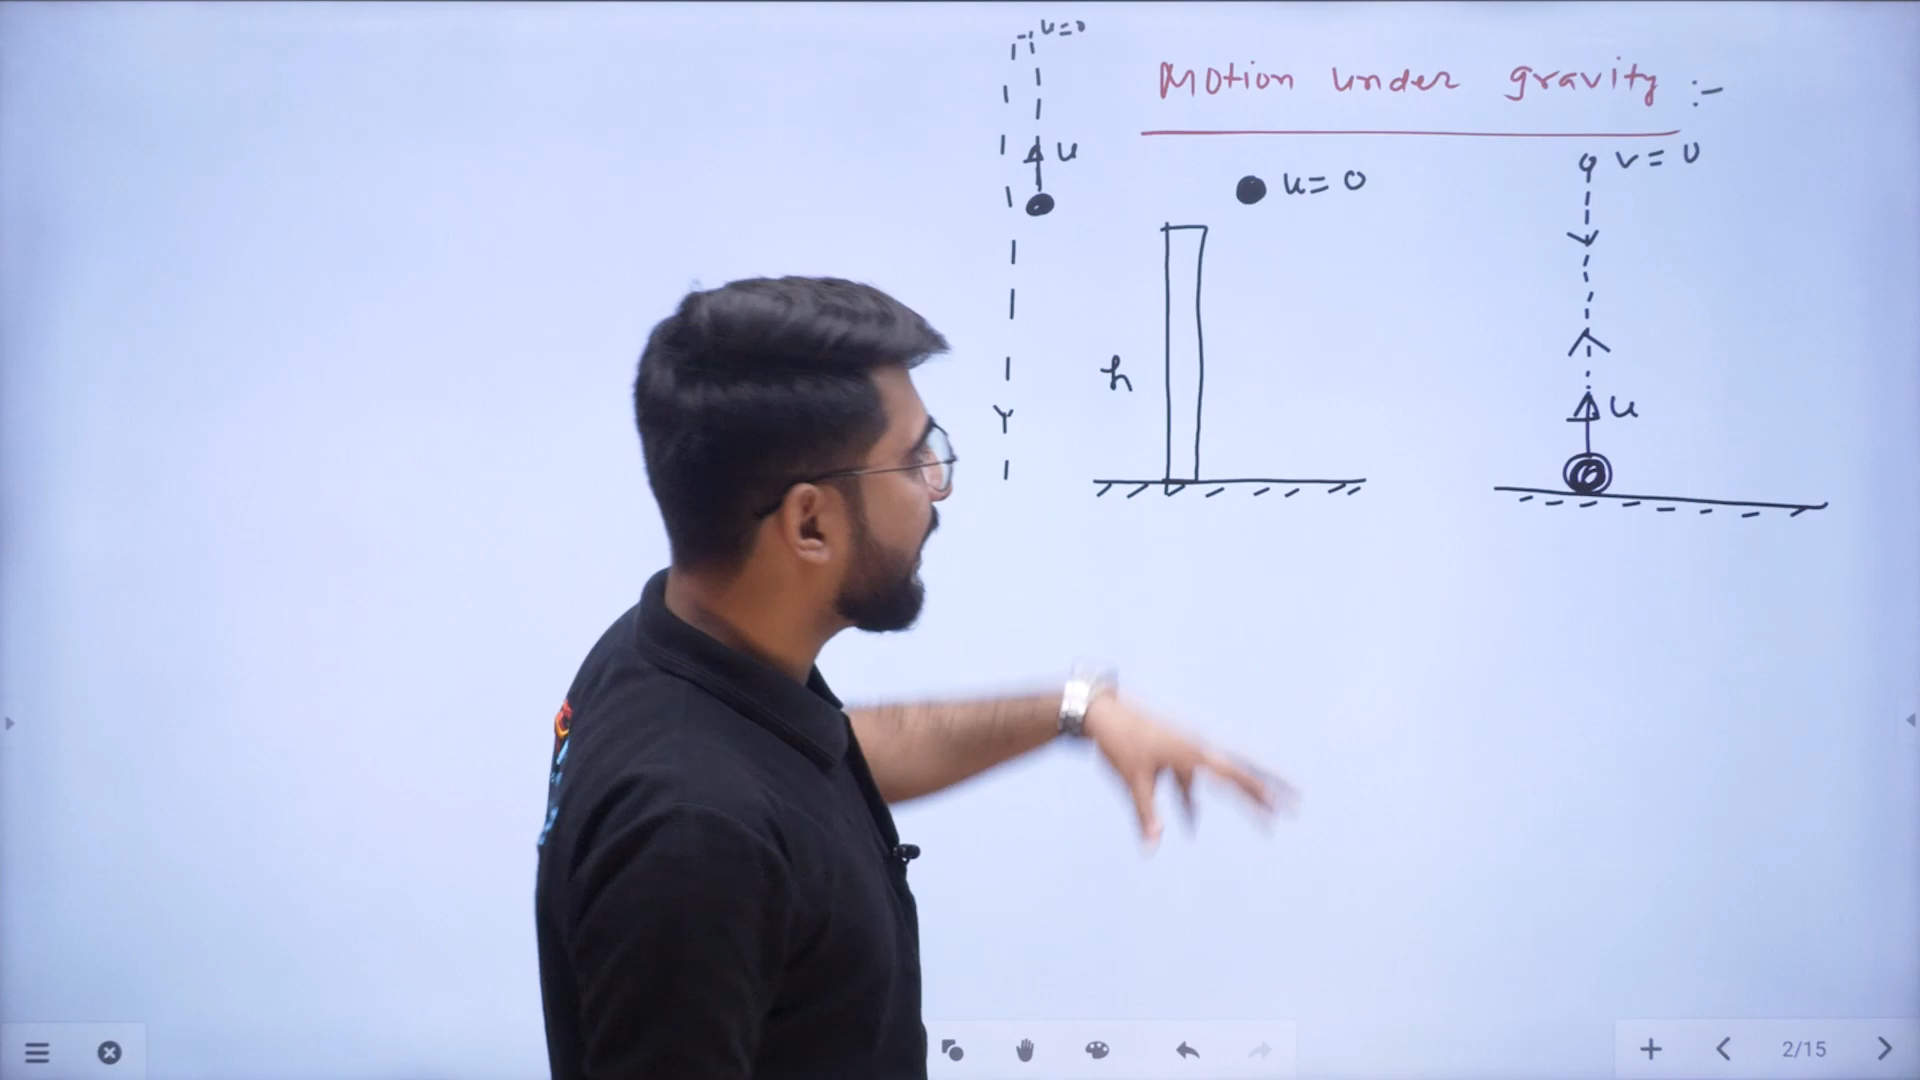 u=0
Motion under gravity :-
u
u= 0
v= 0
h
u
2/15